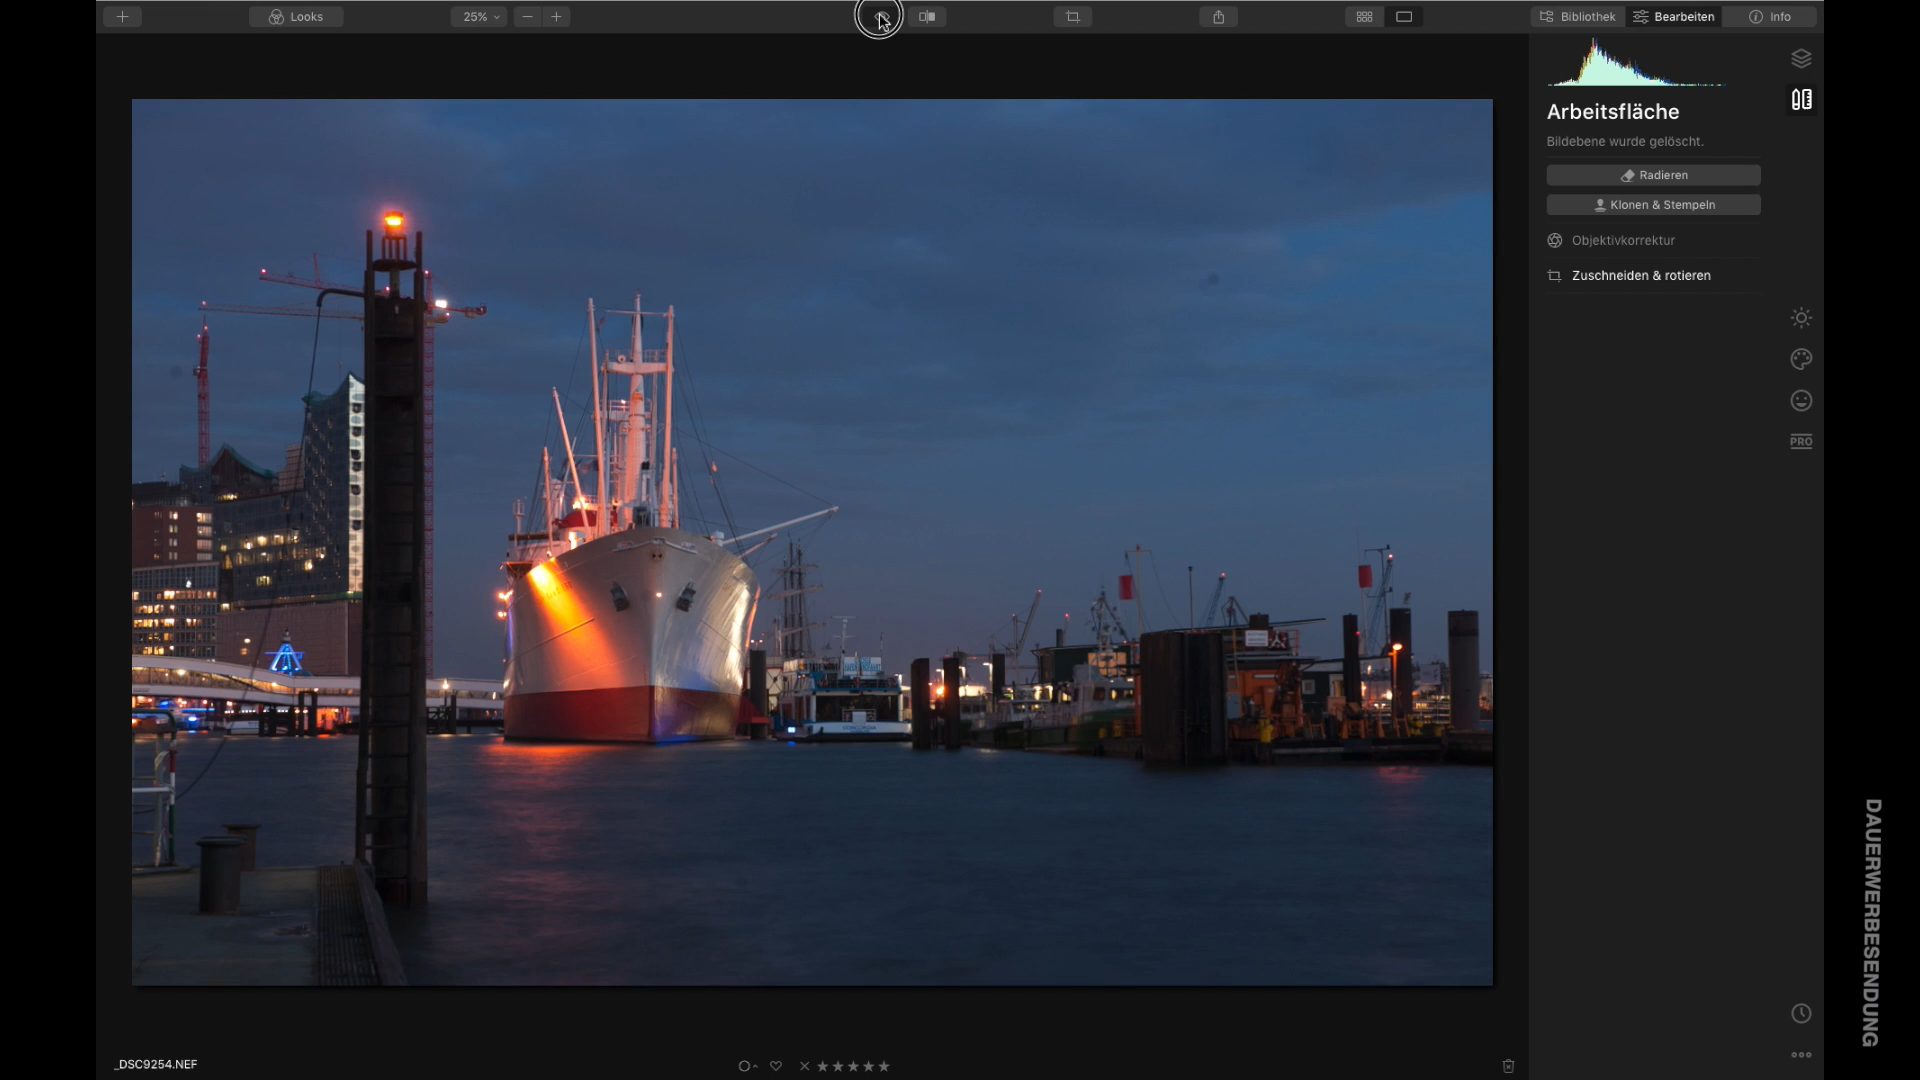 Looks
25%
Bibliothek
Bearbeiten
Info
Arbeitsfläche
Bildebene wurde gelöscht.
Radieren
Klonen & Stempeln
Objektivkorrektur
Zuschneiden & rotieren
PRO
DAUERWERBESENDUNG
_DSC9254.NEF